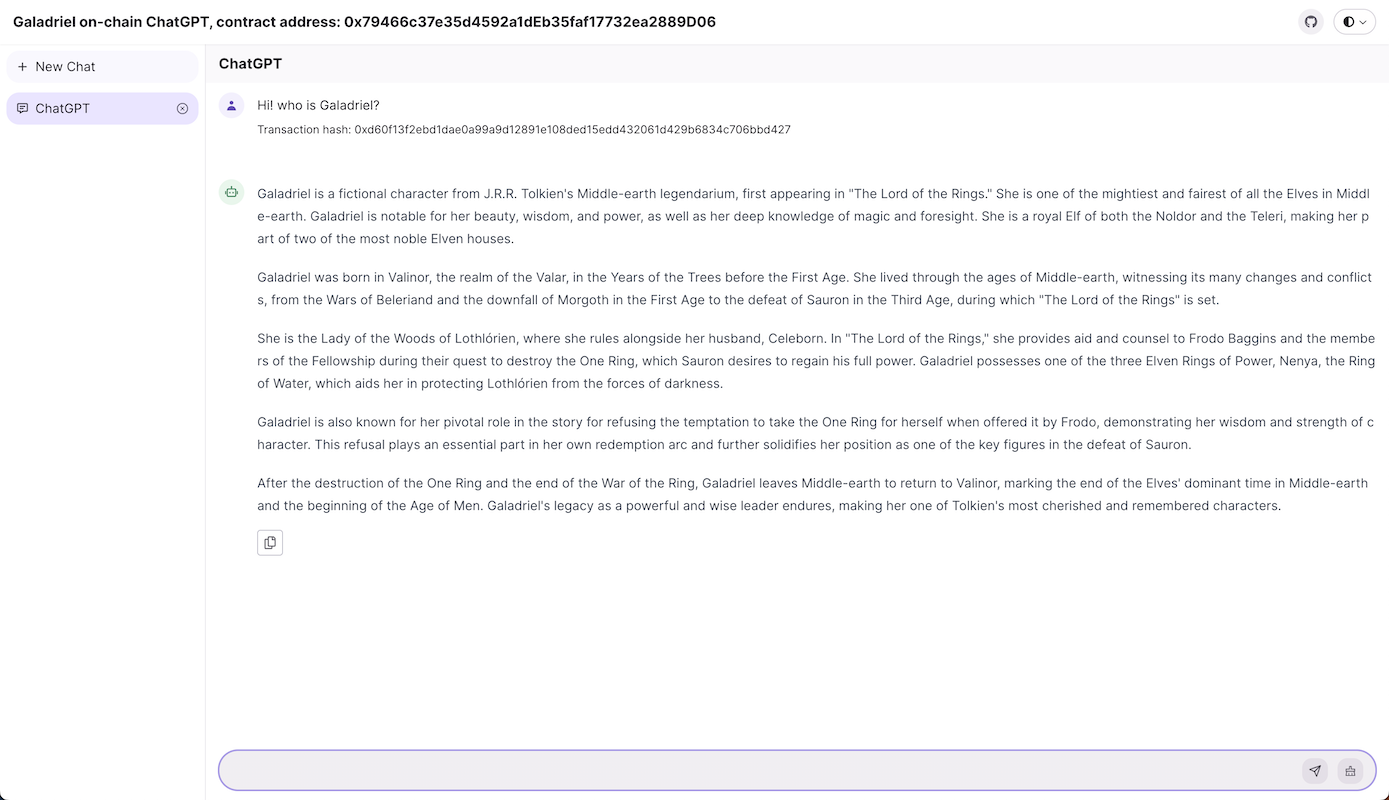 Galadriel on-chain ChatGPT, contract address: 0x79466c37e35d4592a1dEb35faf17732ea2889D06
New Chat
ChatGPT
ChatGPT
Hi! who is Galadriel?
Transaction hash: 0xd60f13f2ebd1dae0a99a9d12891e108ded15edd432061d429b6834c706bbd427
Galadriel is a fictional character from J.R.R. Tolkien's Middle-earth legendarium, first appearing in "The Lord of the Rings." She is one of the mightiest and fairest of all the Elves in Middl
e-earth. Galadriel is notable for her beauty, wisdom, and power, as well as her deep knowledge of magic and foresight. She is a royal Elf of both the Noldor and the Teleri, making her p
art of two of the most noble Elven houses.
Galadriel was born in Valinor, the realm of the Valar, in the Years of the Trees before the First Age. She lived through the ages of Middle-earth, witnessing its many changes and conflict
s, from the Wars of Beleriand and the downfall of Morgoth in the First Age to the defeat of Sauron in the Third Age, during which "The Lord of the Rings" is set.
She is the Lady of the Woods of Lothlórien, where she rules alongside her husband, Celeborn. In "The Lord of the Rings," she provides aid and counsel to Frodo Baggins and the membe
rs of the Fellowship during their quest to destroy the One Ring, which Sauron desires to regain his full power. Galadriel possesses one of the three Elven Rings of Power, Nenya, the Ring
of Water, which aids her in protecting Lothlórien from the forces of darkness.
Galadriel is also known for her pivotal role in the story for refusing the temptation to take the One Ring for herself when offered it by Frodo, demonstrating her wisdom and strength of c
haracter. This refusal plays an essential part in her own redemption arc and further solidifies her position as one of the key figures in the defeat of Sauron.
After the destruction of the One Ring and the end of the War of the Ring, Galadriel leaves Middle-earth to return to Valinor, marking the end of the Elves' dominant time in Middle-earth
and the beginning of the Age of Men. Galadriel's legacy as a powerful and wise leader endures, making her one of Tolkien's most cherished and remembered characters.